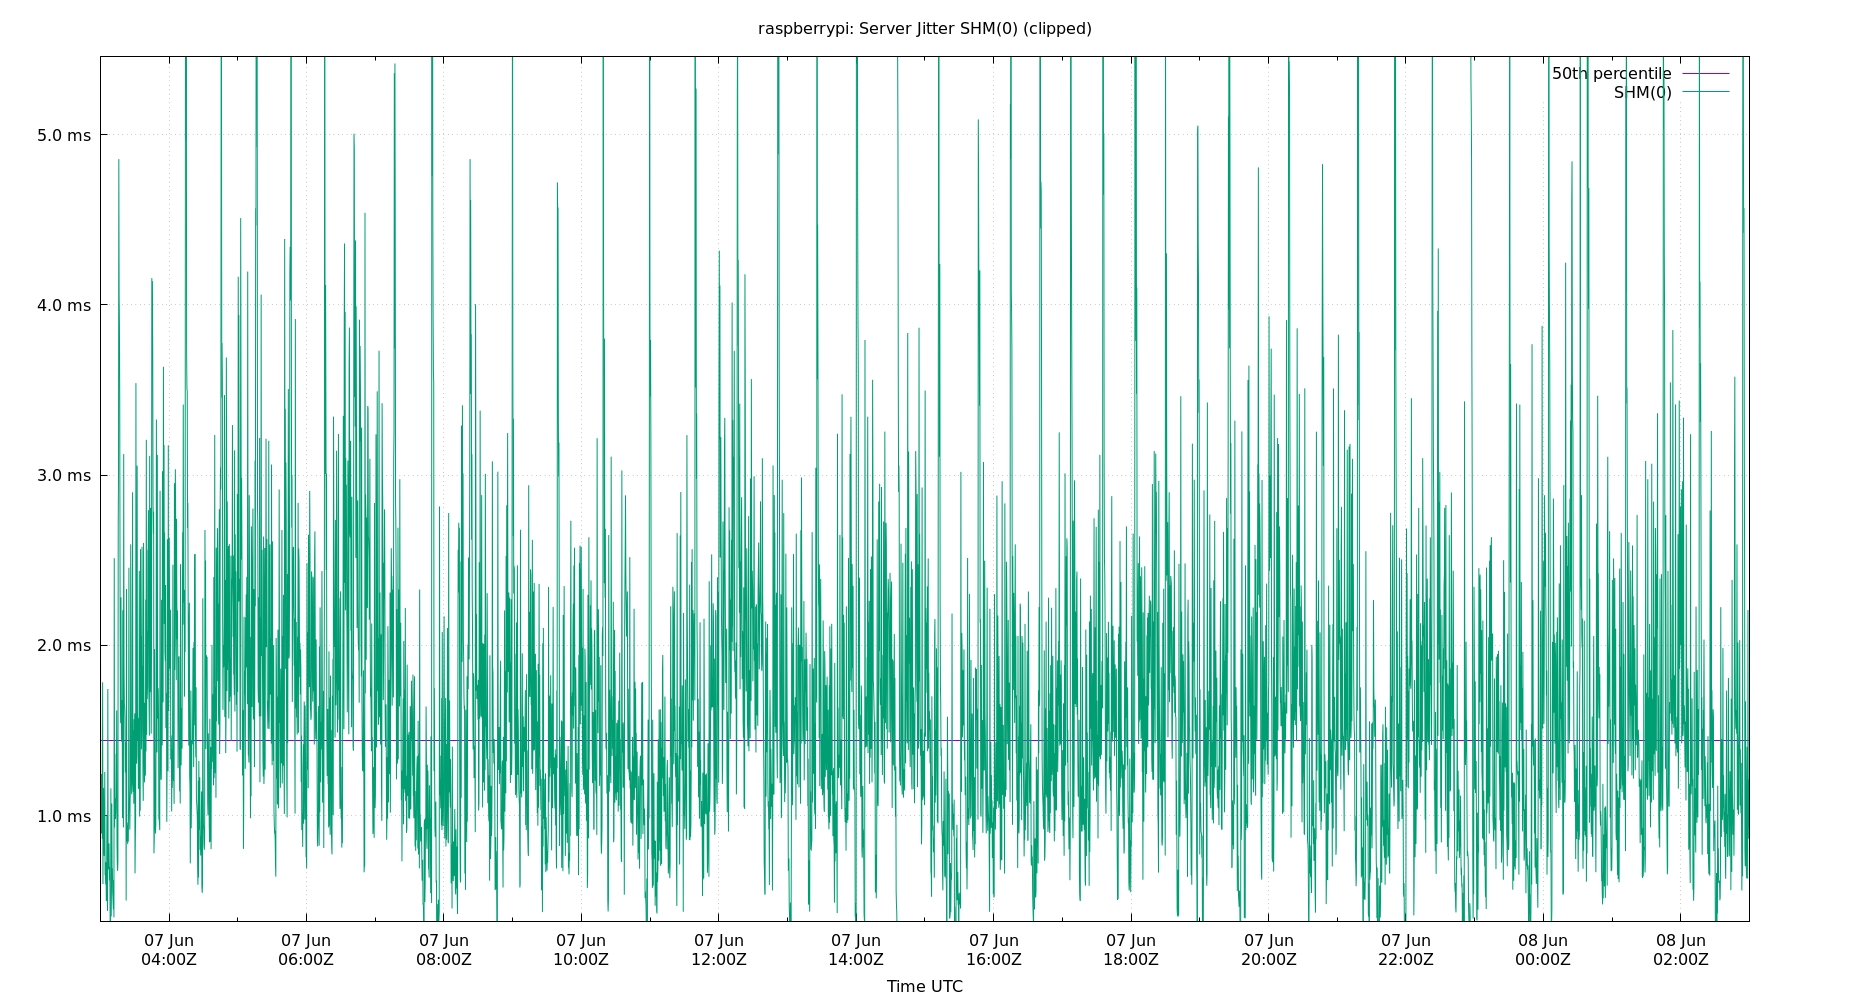 raspberrypi: Server Jitter SHM(0) (clipped)
50th percentile
SHM(0)
5.0 ms
4.0 ms
3.0 ms
2.0 ms
1.0 ms
07 Jun 07 Jun 07 Jun 07 Jun 07 Jun 07 Jun 07 Jun 07 Jun 07 Jun 07 Jun 08 Jun 08 Jun
04:00Z 06:00Z 08:00Z 10:00Z 12:00Z 14:00Z 16:00Z 18:00Z 20:00Z 22:00Z 00:00Z 02:00Z
Time UTC